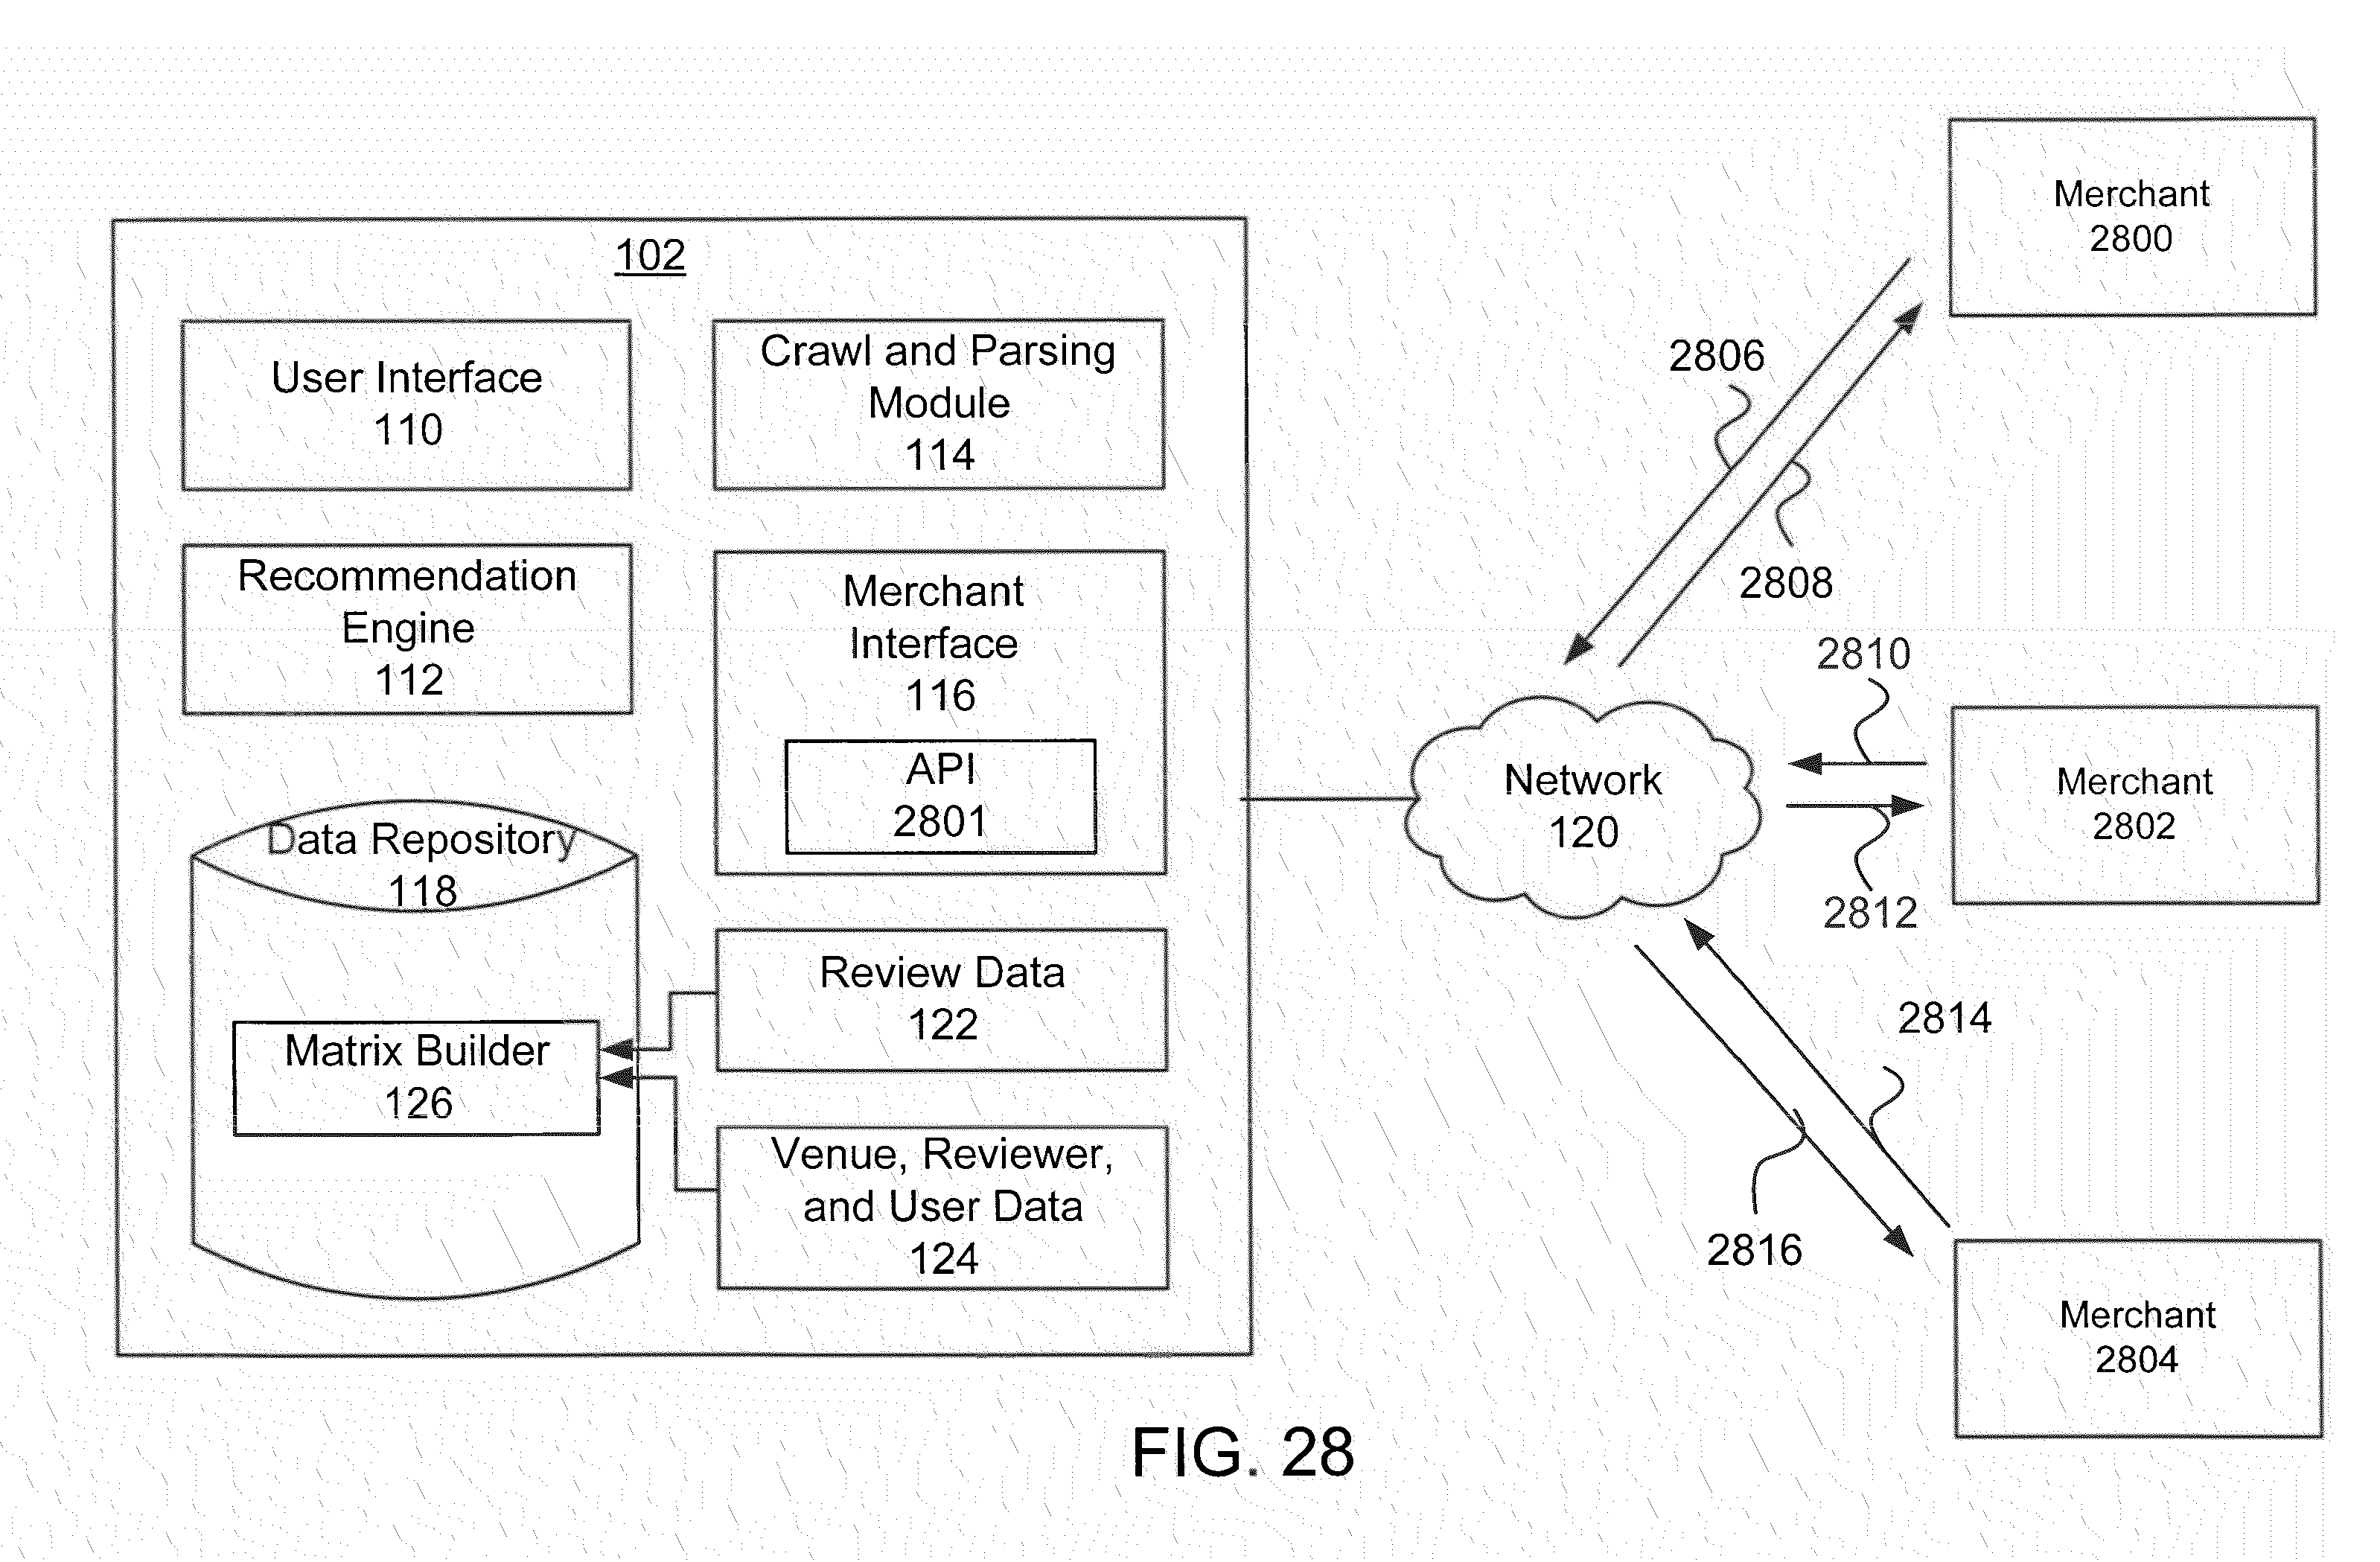 102
User Interface
110
Crawl and Parsing
Module
114
Recommendation
Engine
112
Merchant
Interface
116
API
2801
Data Repository
118
Matrix Builder
126
Review Data
122
Venue, Reviewer,
and User Data
124
Network
120
Merchant
2800
2806
2808
2810
Merchant
2802
2812
2814
2816
Merchant
2804
FIG. 28